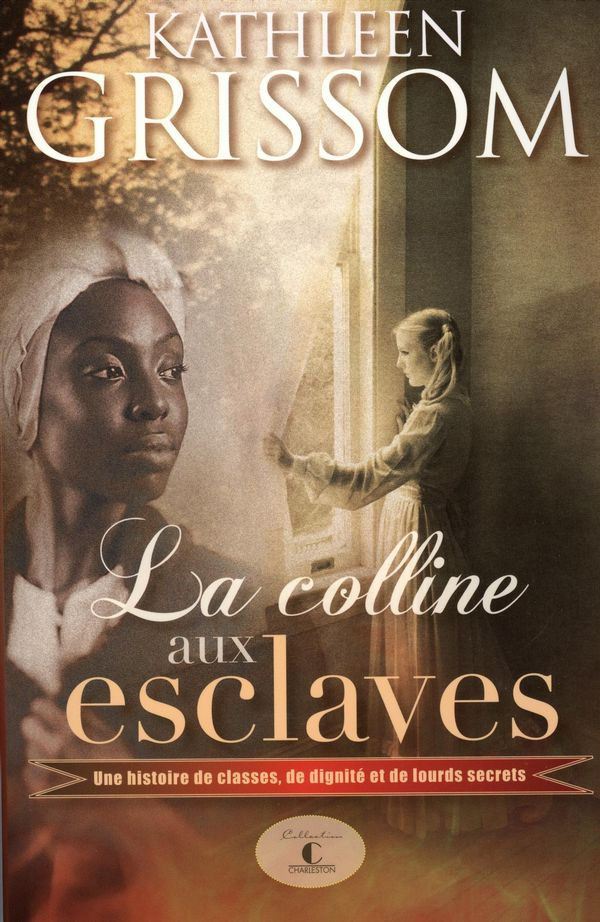 KATHLEEN
GRISSOM
La colline
aux
esclaves
Une histoire de classes, de dignité et de lourds secrets
Collection
C
CHARLESTON